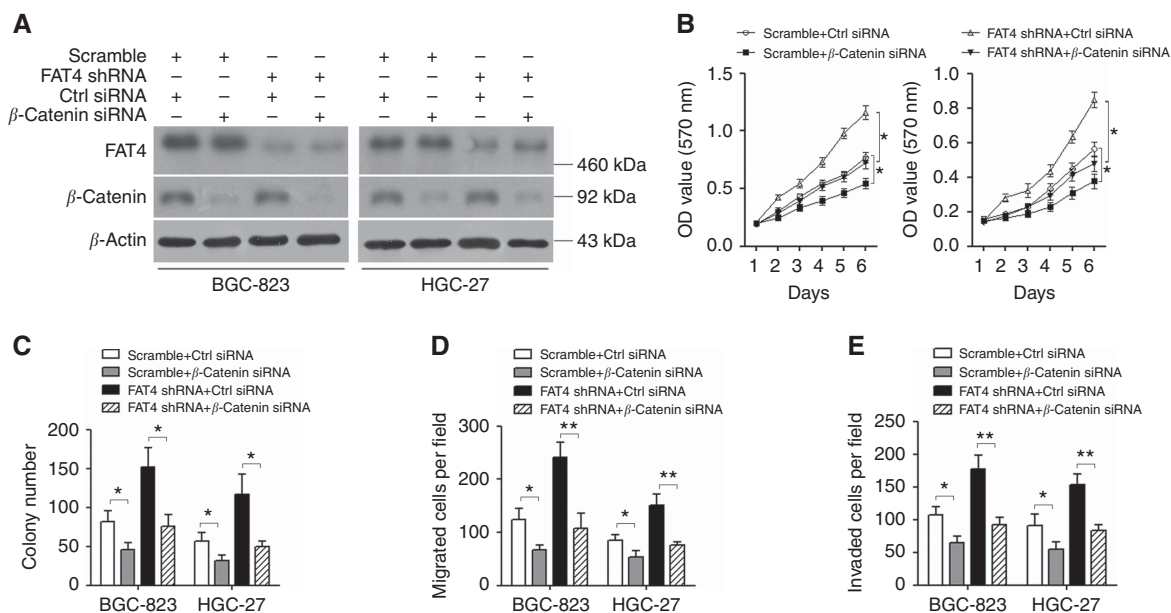 A
Scramble + + − − + + − −
FAT4 shRNA − − + + − − + +
Ctrl siRNA + − + − + − + −
β-Catenin siRNA − + − + − + − +
FAT4
460 kDa
β-Catenin
92 kDa
β-Actin
43 kDa
BGC-823 HGC-27
B
Scramble+Ctrl siRNA FAT4 shRNA+Ctrl siRNA
Scramble+β-Catenin siRNA FAT4 shRNA+β-Catenin siRNA
OD value (570 nm)
1.5
1.0
0.5
0.0
1 2 3 4 5 6
Days
*
*
OD value (570 nm)
1.0
0.8
0.6
0.4
0.2
0.0
1 2 3 4 5 6
Days
*
*
C
Scramble+Ctrl siRNA
Scramble+β-Catenin siRNA
FAT4 shRNA+Ctrl siRNA
FAT4 shRNA+β-Catenin siRNA
Colony number
200
150
100
50
0
* * * *
BGC-823 HGC-27
D
Scramble+Ctrl siRNA
Scramble+β-Catenin siRNA
FAT4 shRNA+Ctrl siRNA
FAT4 shRNA+β-Catenin siRNA
Migrated cells per field
300
200
100
0
* ** * **
BGC-823 HGC-27
E
Scramble+Ctrl siRNA
Scramble+β-Catenin siRNA
FAT4 shRNA+Ctrl siRNA
FAT4 shRNA+β-Catenin siRNA
Invaded cells per field
250
200
150
100
50
0
* ** * **
BGC-823 HGC-27